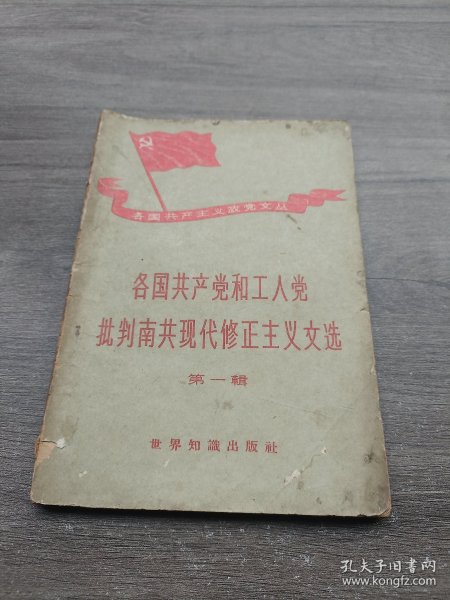 各国共产主义政党文丛
各国共产党和工人党
批判南共现代修正主义文选
第一輯
世界知識出版社
孔夫子旧书网
www.kongfz.com